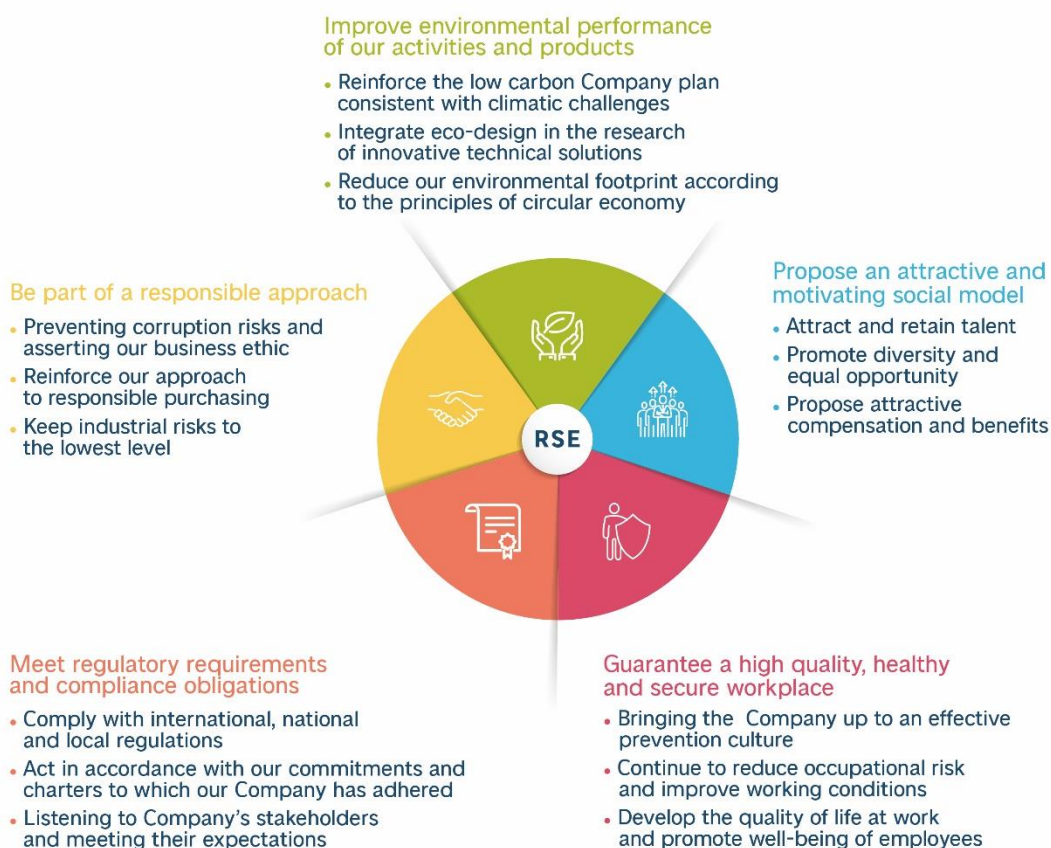 Improve environmental performance
of our activities and products
• Reinforce the low carbon Company plan
consistent with climatic challenges
• Integrate eco-design in the research
of innovative technical solutions
• Reduce our environmental footprint according
to the principles of circular economy
Be part of a responsible approach
• Preventing corruption risks and
asserting our business ethic
• Reinforce our approach
to responsible purchasing
• Keep industrial risks to
the lowest level
Propose an attractive and
motivating social model
• Attract and retain talent
• Promote diversity and
equal opportunity
• Propose attractive
compensation and benefits
RSE
Meet regulatory requirements
and compliance obligations
• Comply with international, national
and local regulations
• Act in accordance with our commitments and
charters to which our Company has adhered
• Listening to Company's stakeholders
and meeting their expectations
Guarantee a high quality, healthy
and secure workplace
• Bringing the Company up to an effective
prevention culture
• Continue to reduce occupational risk
and improve working conditions
• Develop the quality of life at work
and promote well-being of employees